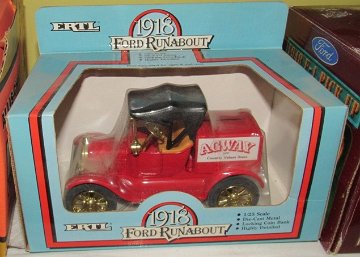 ERTL
1918
FORD RUNABOUT
Ford
AGWAY
Country Values Store
ERTL
1918
FORD RUNABOUT
• 1:25 Scale
• Die-Cast Metal
• Locking Coin Bank
• Highly Detailed